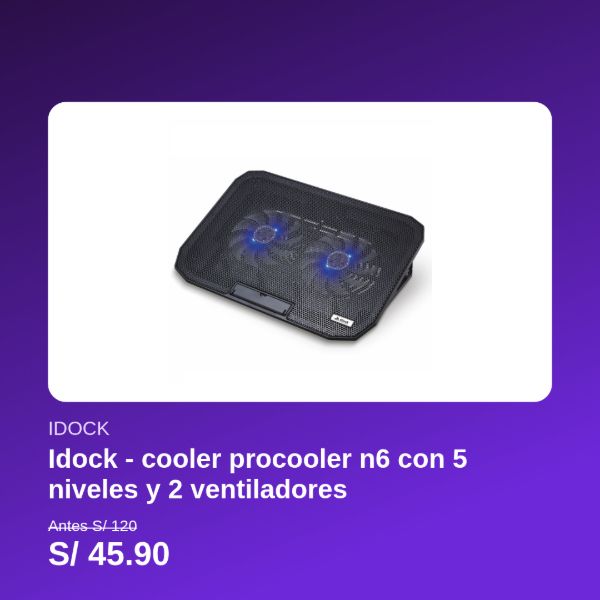 IDOCK
Idock - cooler procooler n6 con 5
niveles y 2 ventiladores
Antes S/ 120
S/ 45.90